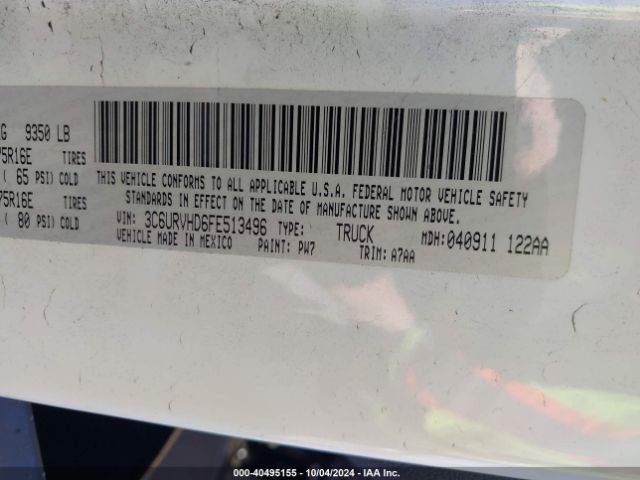 KG 9350 LB
75R16E TIRES
( 65 PSI) COLD
75R16E TIRES
( 80 PSI) COLD
THIS VEHICLE CONFORMS TO ALL APPLICABLE U.S.A. FEDERAL MOTOR VEHICLE SAFETY
STANDARDS IN EFFECT ON THE DATE OF MANUFACTURE SHOWN ABOVE.
VIN: 3C6URVHD6FE513496 TYPE: TRUCK MDH: 040911 122AA
VEHICLE MADE IN MEXICO PAINT: PW7 TRIM: A7AA
000-40495155 - 10/04/2024 - IAA Inc.